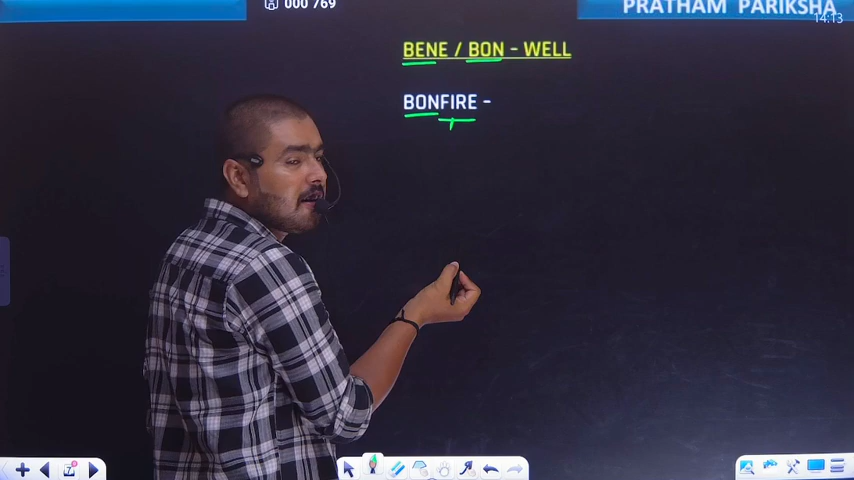 000 769
PRATHAM PARIKSHA
14:13
BENE / BON - WELL
BONFIRE -